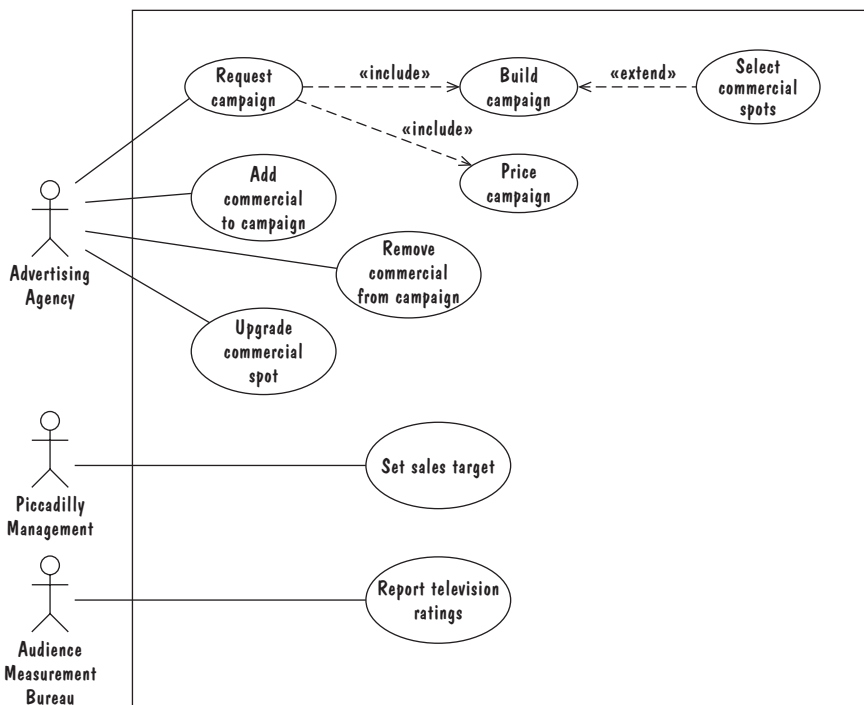 Request
campaign
«include»
Build
campaign
«extend»
Select
commercial
spots
«include»
Price
campaign
Add
commercial
to campaign
Remove
commercial
from campaign
Upgrade
commercial
spot
Advertising
Agency
Set sales target
Piccadilly
Management
Report television
ratings
Audience
Measurement
Bureau